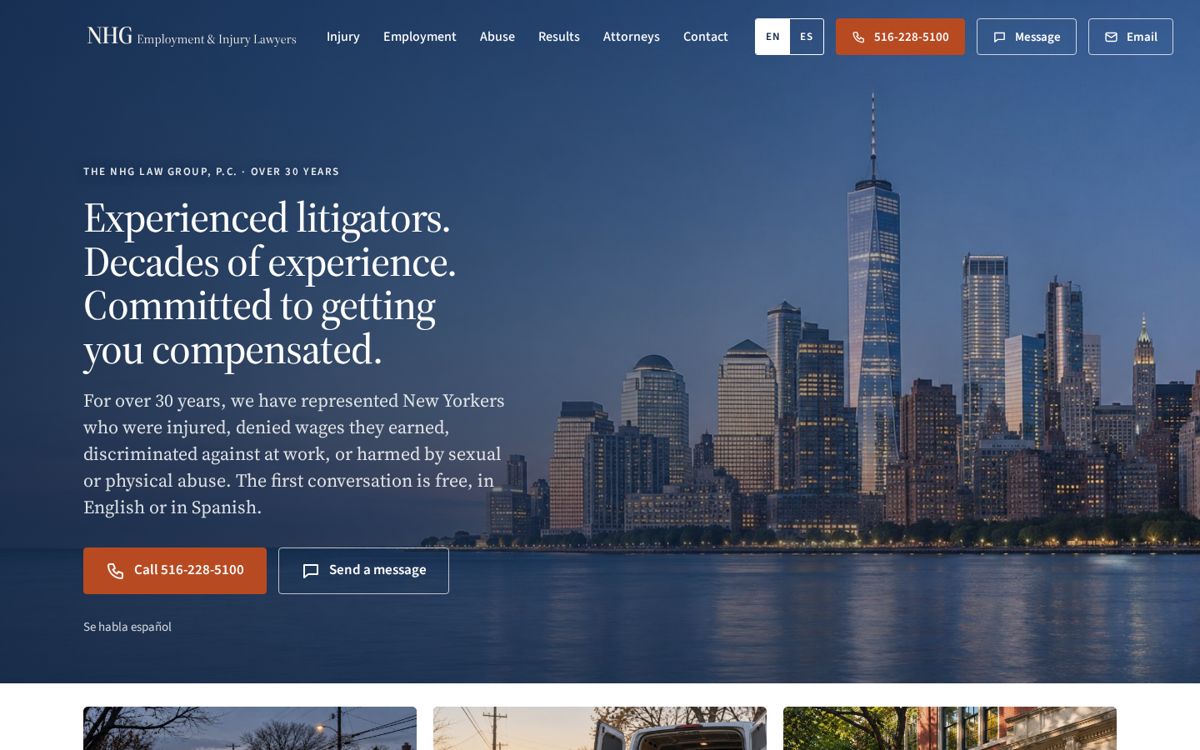 NHG Employment & Injury Lawyers
Injury
Employment
Abuse
Results
Attorneys
Contact
EN
ES
516-228-5100
Message
Email
THE NHG LAW GROUP, P.C. · OVER 30 YEARS
Experienced litigators.
Decades of experience.
Committed to getting
you compensated.
For over 30 years, we have represented New Yorkers
who were injured, denied wages they earned,
discriminated against at work, or harmed by sexual
or physical abuse. The first conversation is free, in
English or in Spanish.
Call 516-228-5100
Send a message
Se habla español